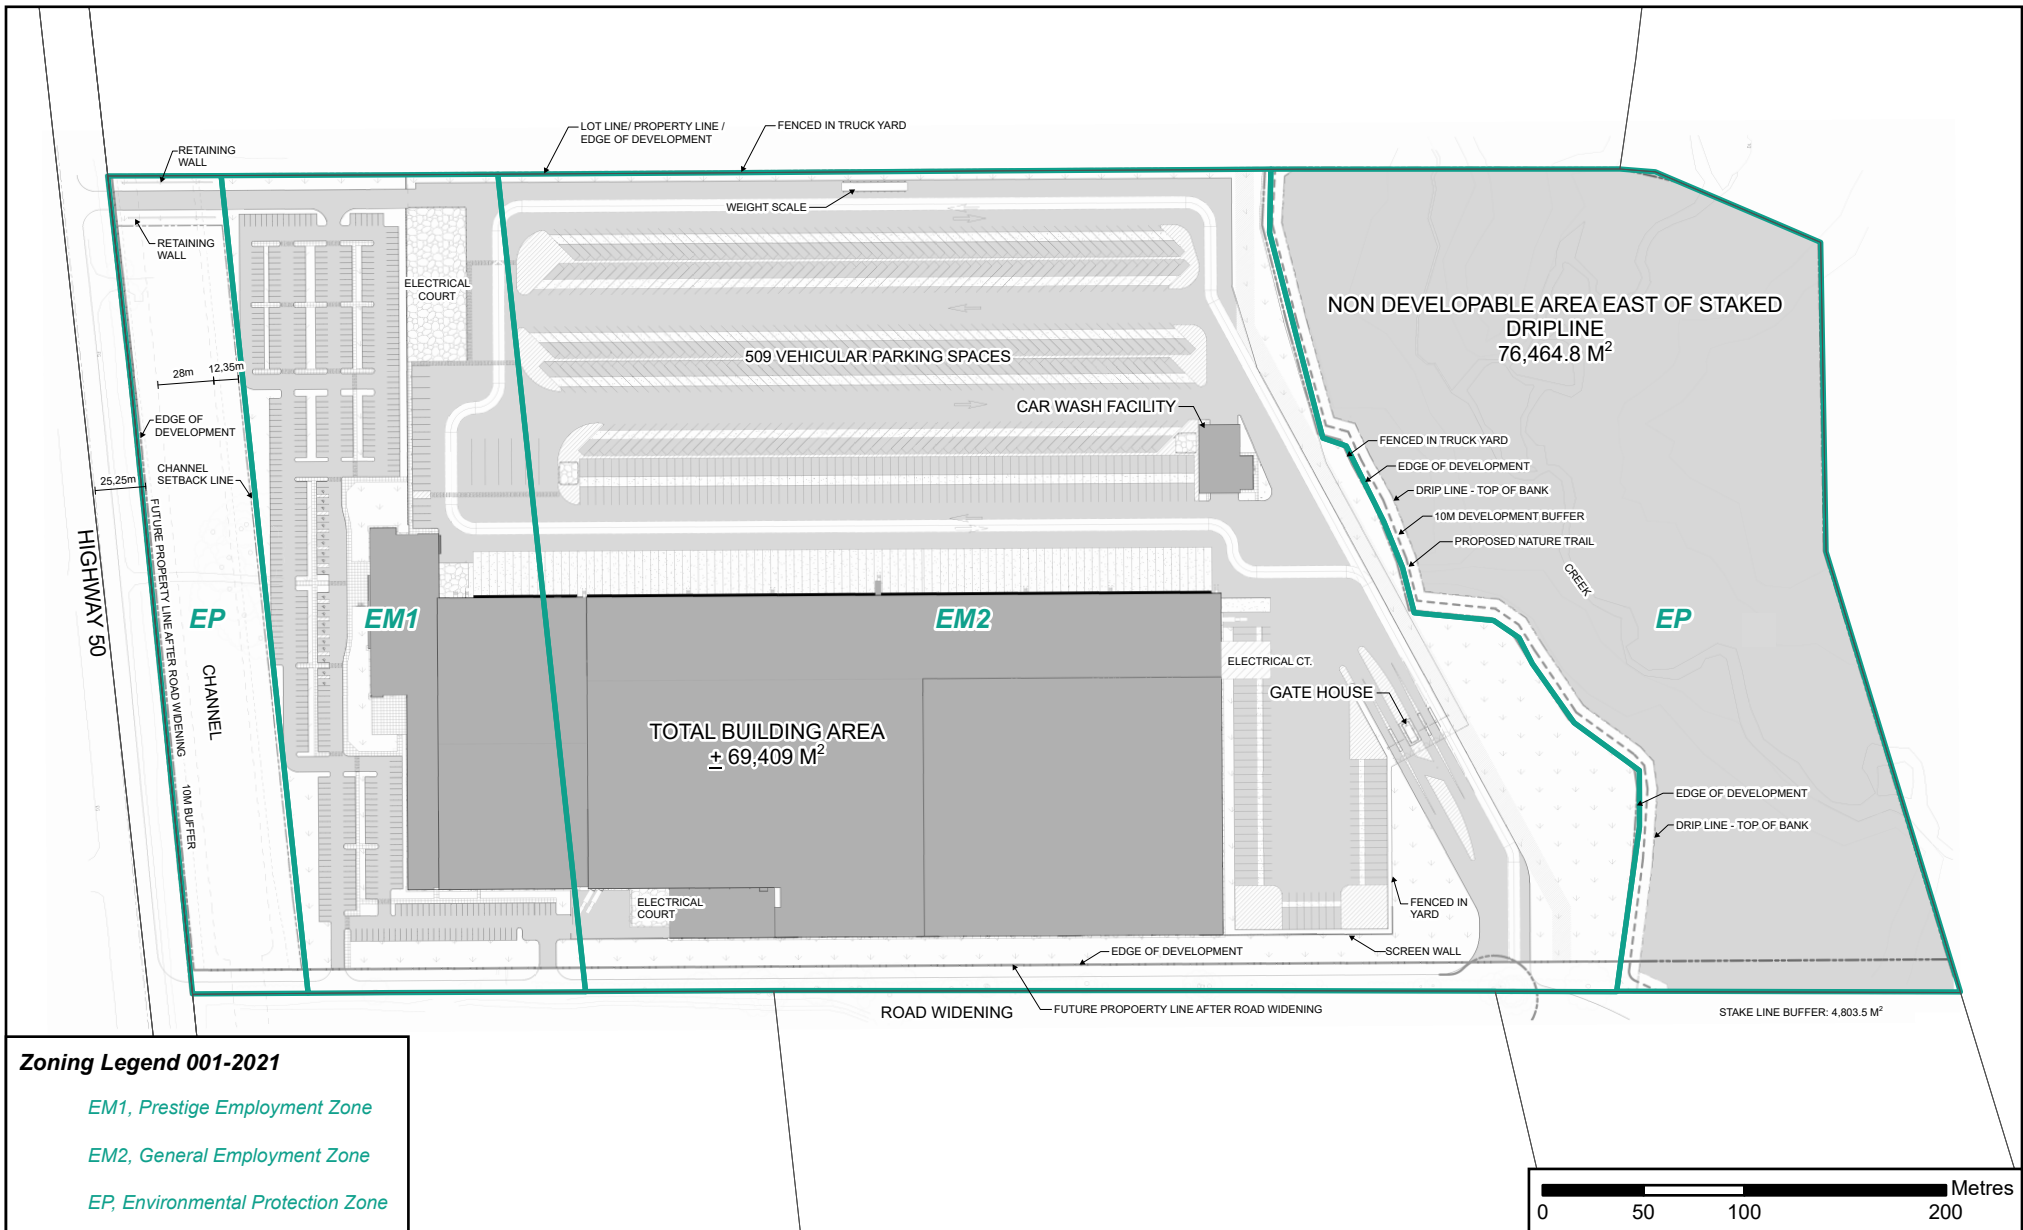 LOT LINE/ PROPERTY LINE /
EDGE OF DEVELOPMENT
FENCED IN TRUCK YARD
RETAINING
WALL
WEIGHT SCALE
RETAINING
WALL
ELECTRICAL
COURT
NON DEVELOPABLE AREA EAST OF STAKED
DRIPLINE
76,464.8 M²
509 VEHICULAR PARKING SPACES
28m
12,35m
CAR WASH FACILITY
EDGE OF
DEVELOPMENT
FENCED IN TRUCK YARD
CHANNEL
SETBACK LINE
EDGE OF DEVELOPMENT
25,25m
DRIP LINE - TOP OF BANK
10M DEVELOPMENT BUFFER
PROPOSED NATURE TRAIL
HIGHWAY 50
FUTURE PROPERTY LINE AFTER ROAD WIDENING
10M BUFFER
CREEK
EP
CHANNEL
EM1
EM2
EP
ELECTRICAL CT.
GATE HOUSE
TOTAL BUILDING AREA
± 69,409 M²
EDGE OF DEVELOPMENT
DRIP LINE - TOP OF BANK
ELECTRICAL
COURT
FENCED IN
YARD
EDGE OF DEVELOPMENT
SCREEN WALL
ROAD WIDENING
FUTURE PROPOERTY LINE AFTER ROAD WIDENING
STAKE LINE BUFFER: 4,803.5 M²
Zoning Legend 001-2021
EM1, Prestige Employment Zone
EM2, General Employment Zone
EP, Environmental Protection Zone
Metres
0 50 100 200